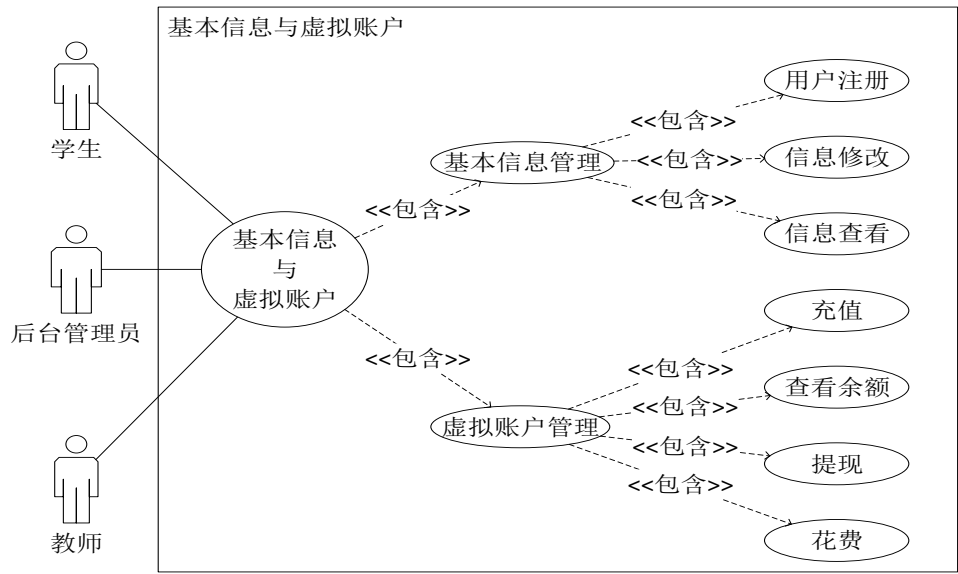 基本信息与虚拟账户
学生
后台管理员
教师
基本信息
与
虚拟账户
<<包含>>
<<包含>>
基本信息管理
<<包含>>
<<包含>>
<<包含>>
用户注册
信息修改
信息查看
虚拟账户管理
<<包含>>
<<包含>>
<<包含>>
<<包含>>
充值
查看余额
提现
花费